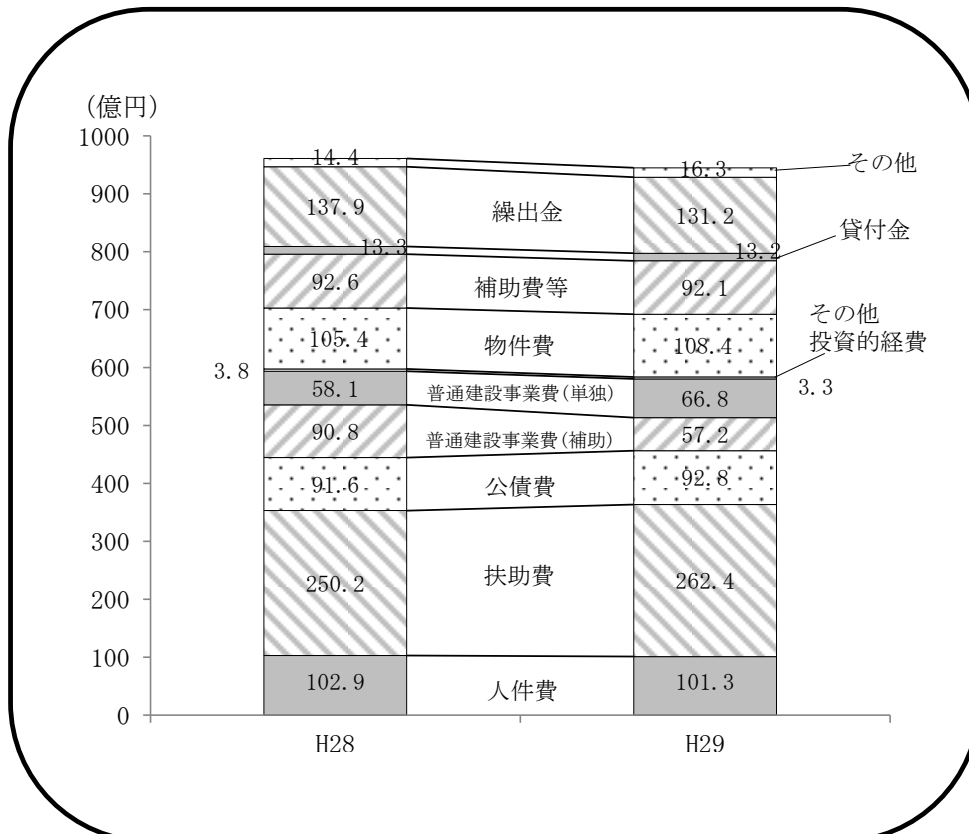 (億円)
1000
900
800
700
600
500
400
300
200
100
0
14.4
137.9
13.3
92.6
105.4
3.8
58.1
90.8
91.6
250.2
102.9
繰出金
補助費等
物件費
普通建設事業費(単独)
普通建設事業費(補助)
公債費
扶助費
人件費
16.3
131.2
13.2
92.1
108.4
3.3
66.8
57.2
92.8
262.4
101.3
その他
貸付金
その他
投資的経費
H28
H29